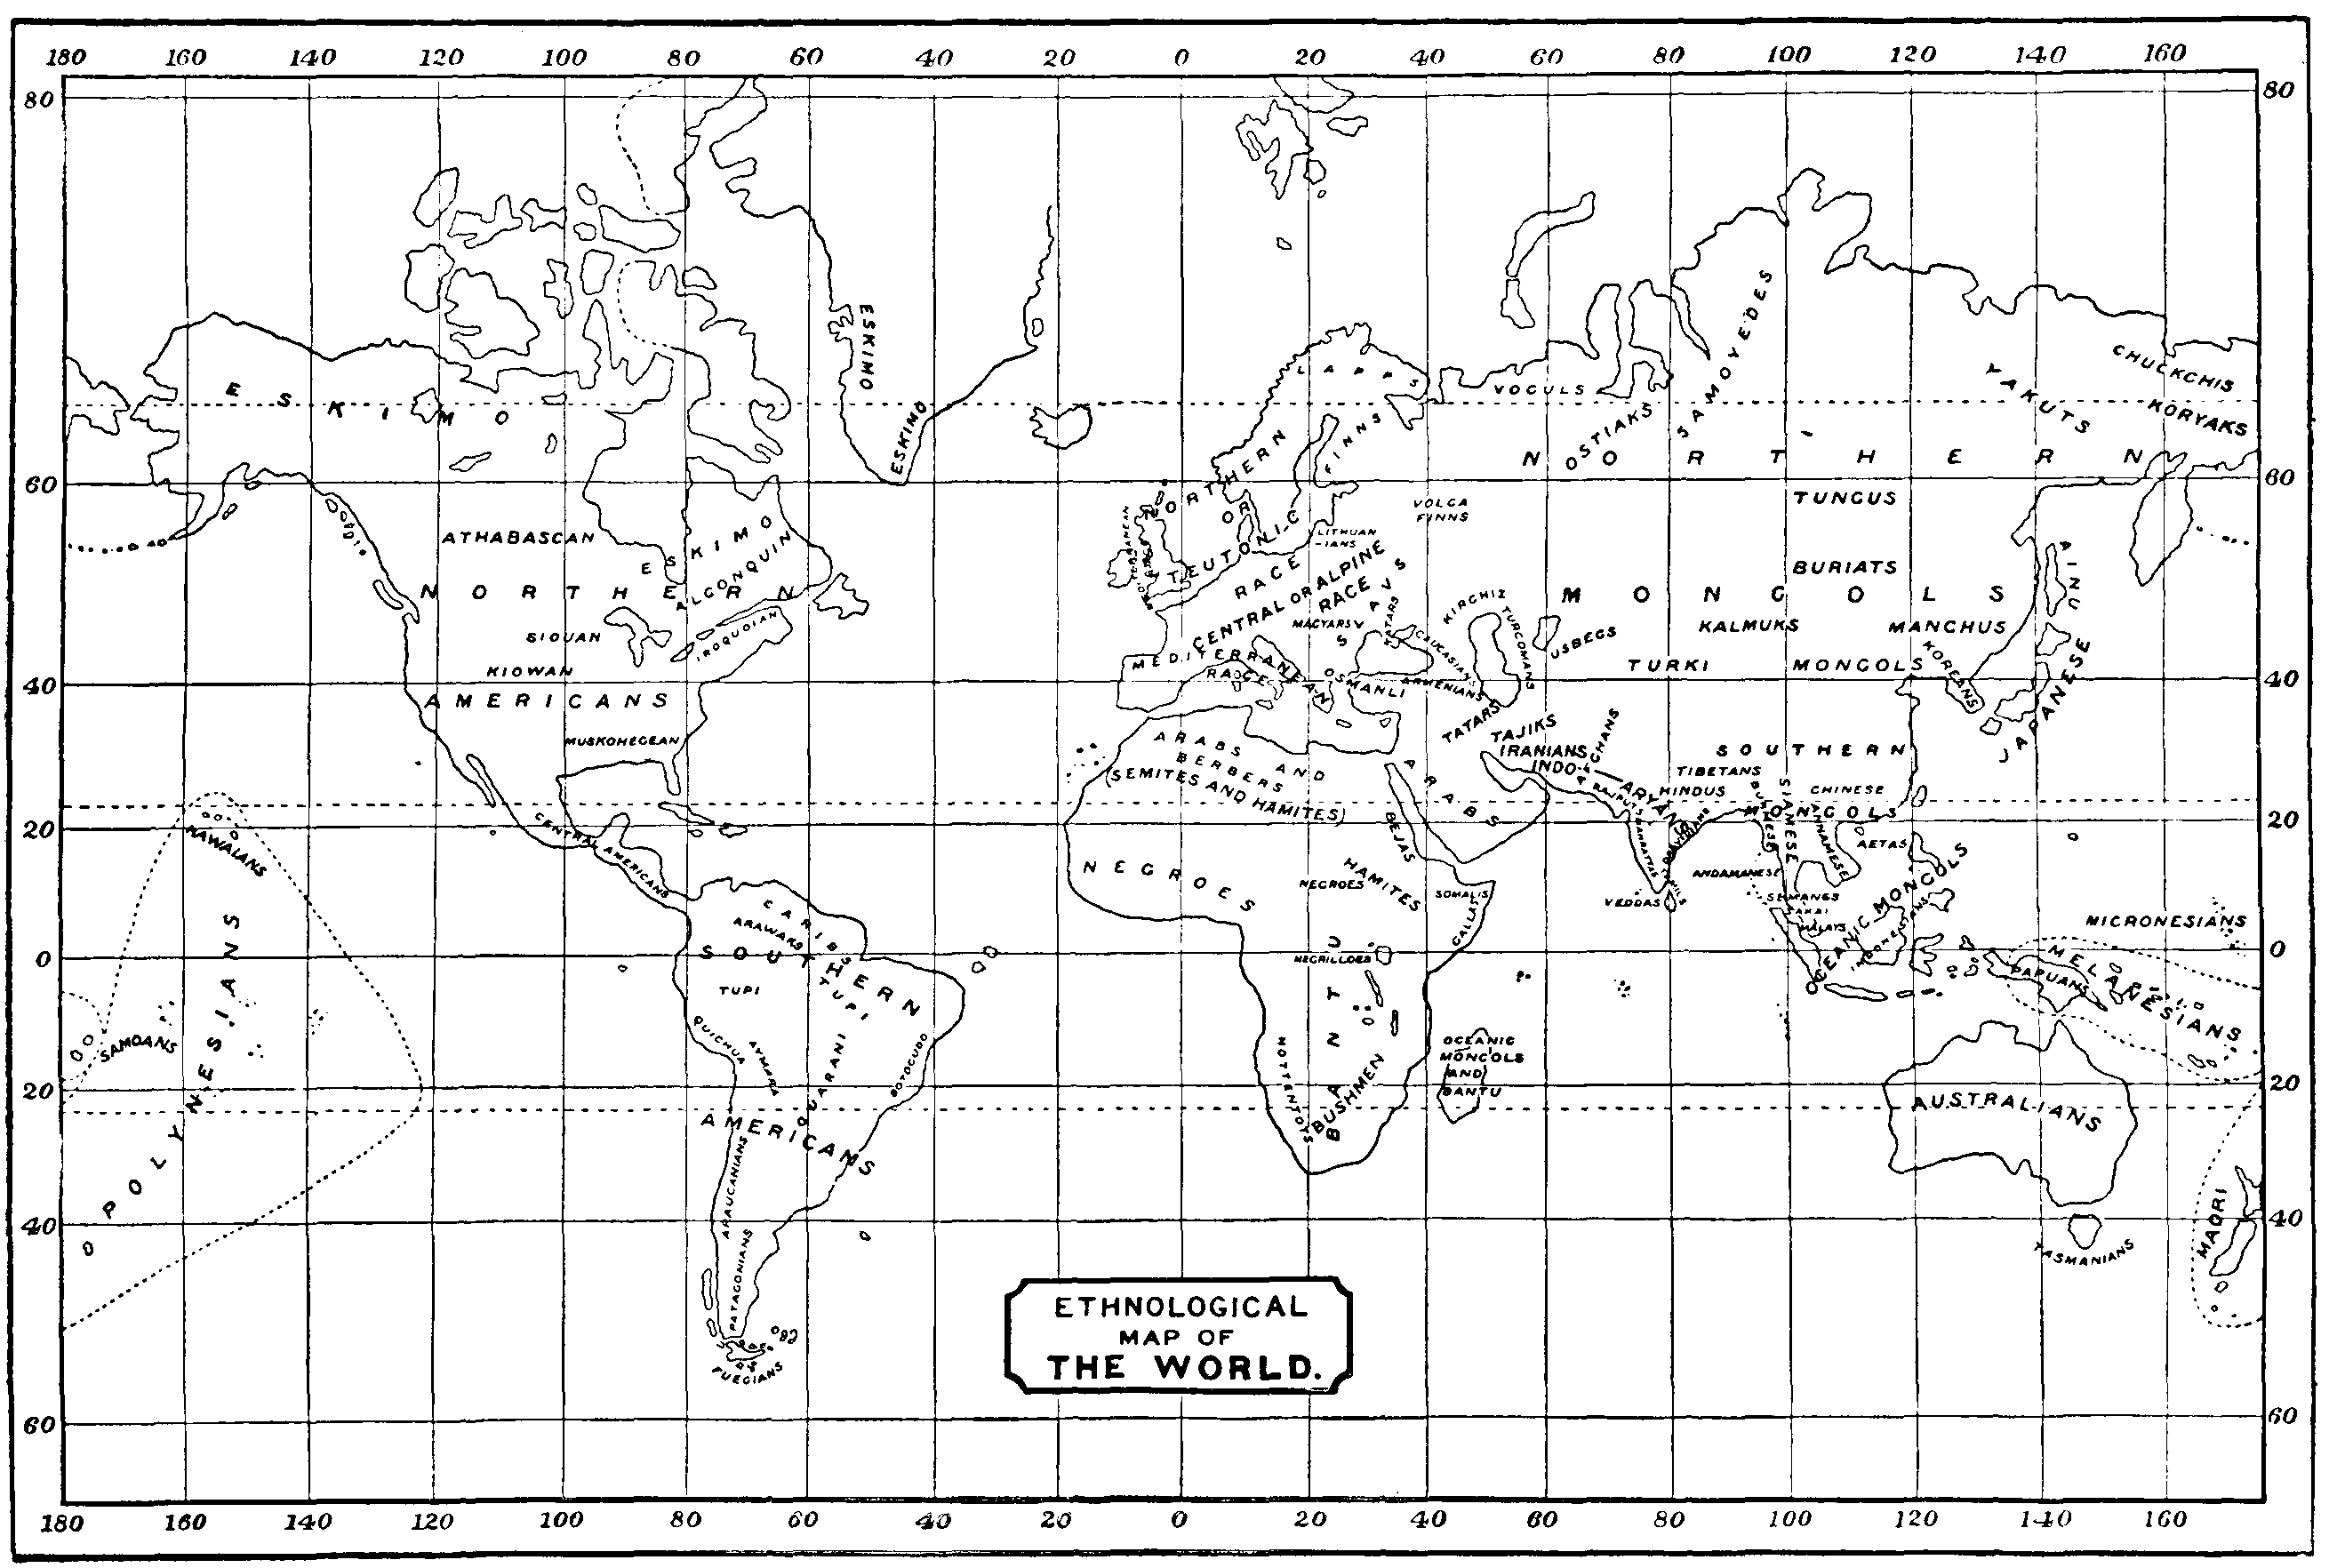 180 160 140 120 100 80 60 40 20 0 20 40 60 80 100 120 140 160
80 80
ESKIMO
ESKIMO
ESKIMO
LAPPS
VOGULS
OSTIAKS
SAMOYEDES
YAKUTS
CHUCKCHIS
KORYAKS
FINNS
60 60
ATHABASCAN
ESKIMO
ALGONQUIN
NORTHERN
AMERICANS
SIOUAN
IROQUOIAN
KIOWAN
MUSKOHEGEAN
CENTRAL AMERICANS
NORTHERN
OR
TEUTONIC
RACE
LITHUAN
-IANS
VOLGA
FINNS
CENTRAL OR ALPINE
RACE
SLAVS
MAGYARS
TATARS
MEDITERRANEAN
RACE
OSMANLI
CAUCASIANS
ARMENIANS
KIRGHIZ
TURCOMANS
USBEGS
NORTHERN
MONGOLS
TUNGUS
BURIATS
KALMUKS
MANCHUS
TURKI
MONGOLS
KOREANS
AINU
JAPANESE
40 40
TATARS
TAJIKS
IRANIANS
AFGHANS
INDO-
ARYANS
SOUTHERN
MONGOLS
TIBETANS
HINDUS
CHINESE
RAJPUTS
MARATTAS
DRAVIDIANS
TAMILS
BURMESE
SIAMESE
ANNAMESE
AETAS
ANDAMANESE
VEDDAS
SEMANGS
SAKAI
MALAYS
OCEANIC MONGOLS
INDONESIANS
ARABS AND
BERBERS
(SEMITES AND HAMITES)
ARABS
BEJAS
20 20
NEGROES
NEGROES
HAMITES
SOMALIS
GALLAS
NEGRILLOES
BANTU
HOTTENTOTS
BUSHMEN
OCEANIC
MONGOLS
AND
BANTU
HAWAIANS
POLYNESIANS
SAMOANS
0 0
CARIBS
ARAWAKS
SOUTHERN
AMERICANS
TUPI
TUPI
QUICHUA
AYMARA
GUARANI
BOTOCUDO
ARAUCANIANS
PATAGONIANS
FUEGIANS
MICRONESIANS
MELANESIANS
PAPUANS
20 20
AUSTRALIANS
TASMANIANS
MAORI
40 40
ETHNOLOGICAL
MAP OF
THE WORLD.
60 60
180 160 140 120 100 80 60 40 20 0 20 40 60 80 100 120 140 160